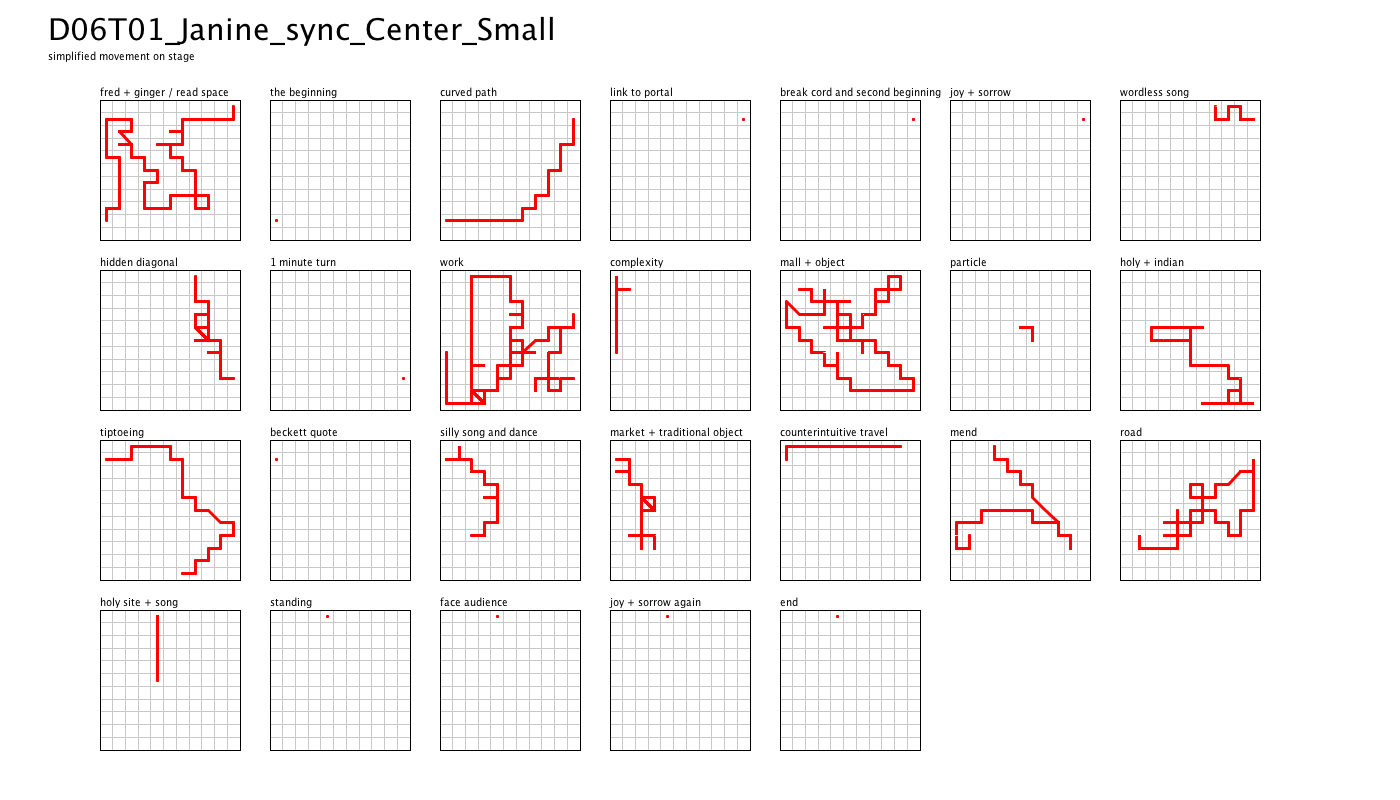 D06T01_Janine_sync_Center_Small
simplified movement on stage
fred + ginger / read space
the beginning
curved path
link to portal
break cord and second beginning
joy + sorrow
wordless song
hidden diagonal
1 minute turn
work
complexity
mall + object
particle
holy + indian
tiptoeing
beckett quote
silly song and dance
market + traditional object
counterintuitive travel
mend
road
holy site + song
standing
face audience
joy + sorrow again
end